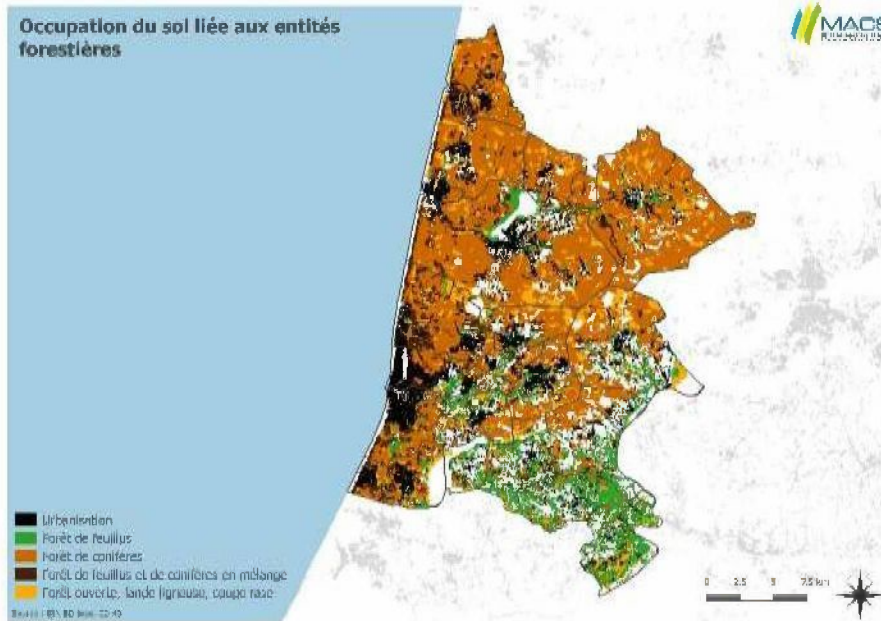 Occupation du sol liée aux entités
forestières
MACS
Urbanisation
Forêt de feuillus
Forêt de conifères
Forêt de feuillus et de conifères en mélange
Forêt ouverte, lande ligneuse, coupe rase
0 2.5 5 7.5 km